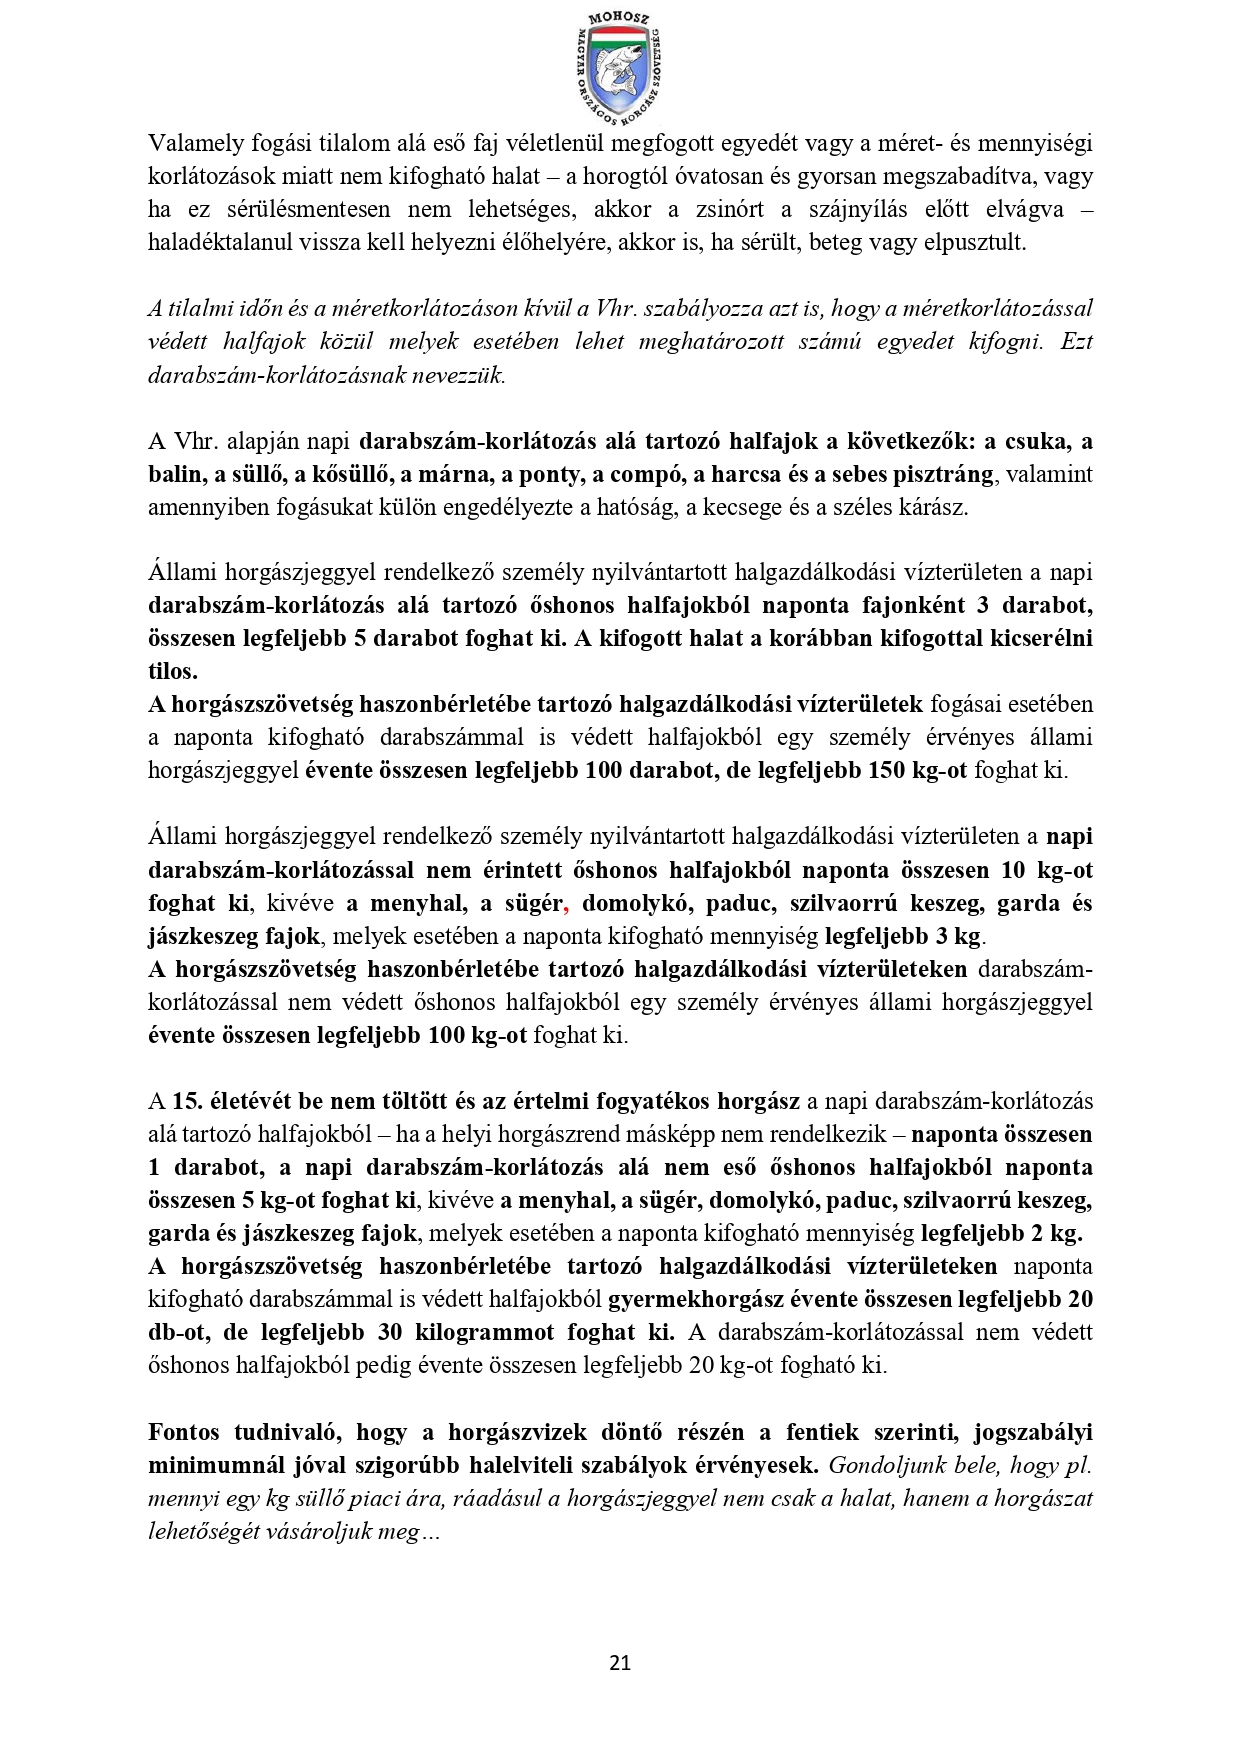 MOHOSZ
MAGYAR ORSZÁGOS HORGÁSZ SZÖVETSÉG
Valamely fogási tilalom alá eső faj véletlenül megfogott egyedét vagy a méret- és mennyiségi
korlátozások miatt nem kifogható halat – a horogtól óvatosan és gyorsan megszabadítva, vagy
ha ez sérülésmentesen nem lehetséges, akkor a zsinórt a szájnyílás előtt elvágva –
haladéktalanul vissza kell helyezni élőhelyére, akkor is, ha sérült, beteg vagy elpusztult.
A tilalmi időn és a méretkorlátozáson kívül a Vhr. szabályozza azt is, hogy a méretkorlátozással
védett halfajok közül melyek esetében lehet meghatározott számú egyedet kifogni. Ezt
darabszám-korlátozásnak nevezzük.
A Vhr. alapján napi darabszám-korlátozás alá tartozó halfajok a következők: a csuka, a
balin, a süllő, a kősüllő, a márna, a ponty, a compó, a harcsa és a sebes pisztráng, valamint
amennyiben fogásukat külön engedélyezte a hatóság, a kecsege és a széles kárász.
Állami horgászjeggyel rendelkező személy nyilvántartott halgazdálkodási vízterületen a napi
darabszám-korlátozás alá tartozó őshonos halfajokból naponta fajonként 3 darabot,
összesen legfeljebb 5 darabot foghat ki. A kifogott halat a korábban kifogottal kicserélni
tilos.
A horgászszövetség haszonbérletébe tartozó halgazdálkodási vízterületek fogásai esetében
a naponta kifogható darabszámmal is védett halfajokból egy személy érvényes állami
horgászjeggyel évente összesen legfeljebb 100 darabot, de legfeljebb 150 kg-ot foghat ki.
Állami horgászjeggyel rendelkező személy nyilvántartott halgazdálkodási vízterületen a napi
darabszám-korlátozással nem érintett őshonos halfajokból naponta összesen 10 kg-ot
foghat ki, kivéve a menyhal, a sügér, domolykó, paduc, szilvaorrú keszeg, garda és
jászkeszeg fajok, melyek esetében a naponta kifogható mennyiség legfeljebb 3 kg.
A horgászszövetség haszonbérletébe tartozó halgazdálkodási vízterületeken darabszám-
korlátozással nem védett őshonos halfajokból egy személy érvényes állami horgászjeggyel
évente összesen legfeljebb 100 kg-ot foghat ki.
A 15. életévét be nem töltött és az értelmi fogyatékos horgász a napi darabszám-korlátozás
alá tartozó halfajokból – ha a helyi horgászrend másképp nem rendelkezik – naponta összesen
1 darabot, a napi darabszám-korlátozás alá nem eső őshonos halfajokból naponta
összesen 5 kg-ot foghat ki, kivéve a menyhal, a sügér, domolykó, paduc, szilvaorrú keszeg,
garda és jászkeszeg fajok, melyek esetében a naponta kifogható mennyiség legfeljebb 2 kg.
A horgászszövetség haszonbérletébe tartozó halgazdálkodási vízterületeken naponta
kifogható darabszámmal is védett halfajokból gyermekhorgász évente összesen legfeljebb 20
db-ot, de legfeljebb 30 kilogrammot foghat ki. A darabszám-korlátozással nem védett
őshonos halfajokból pedig évente összesen legfeljebb 20 kg-ot fogható ki.
Fontos tudnivaló, hogy a horgászvizek döntő részén a fentiek szerinti, jogszabályi
minimumnál jóval szigorúbb halelviteli szabályok érvényesek. Gondoljunk bele, hogy pl.
mennyi egy kg süllő piaci ára, ráadásul a horgászjeggyel nem csak a halat, hanem a horgászat
lehetőségét vásároljuk meg…
21